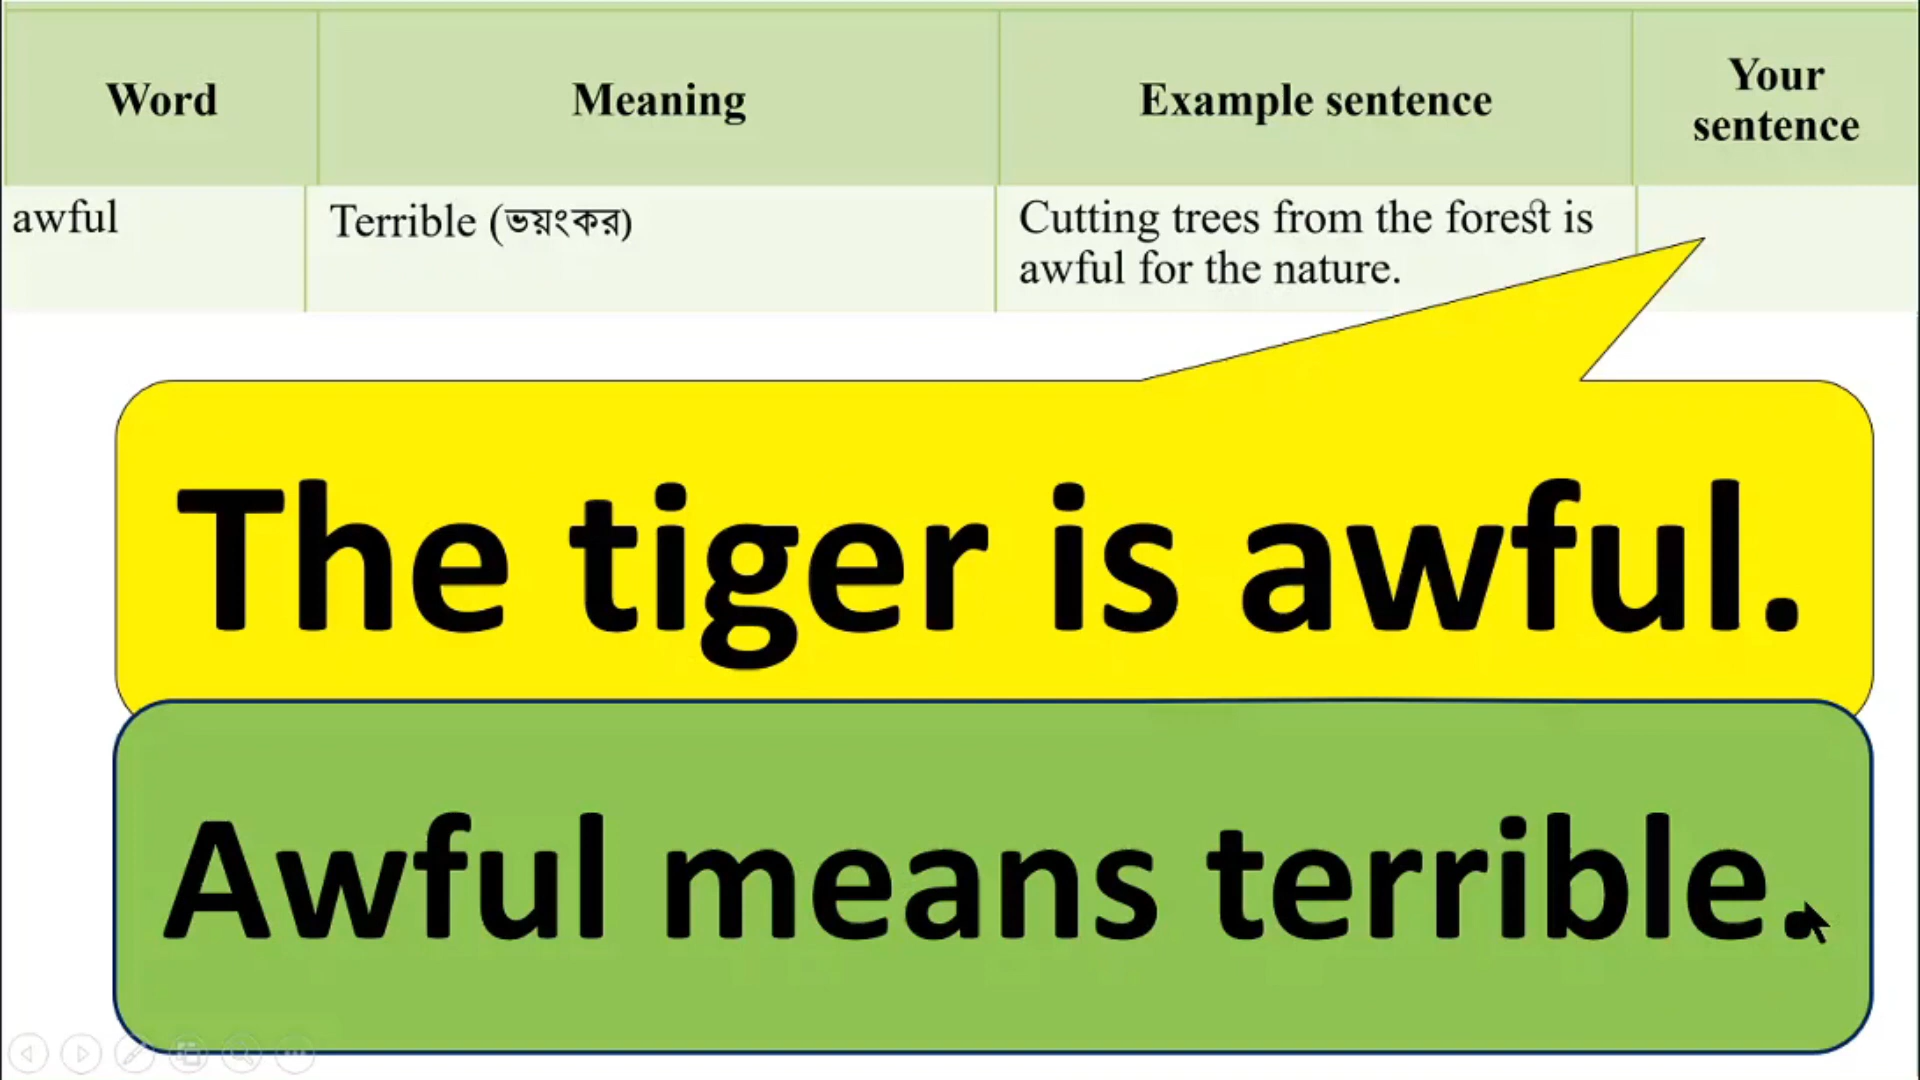 Word
Meaning
Example sentence
Your
sentence
awful
Terrible (ভয়ংকর)
Cutting trees from the forest is
awful for the nature.
The tiger is awful.
Awful means terrible.